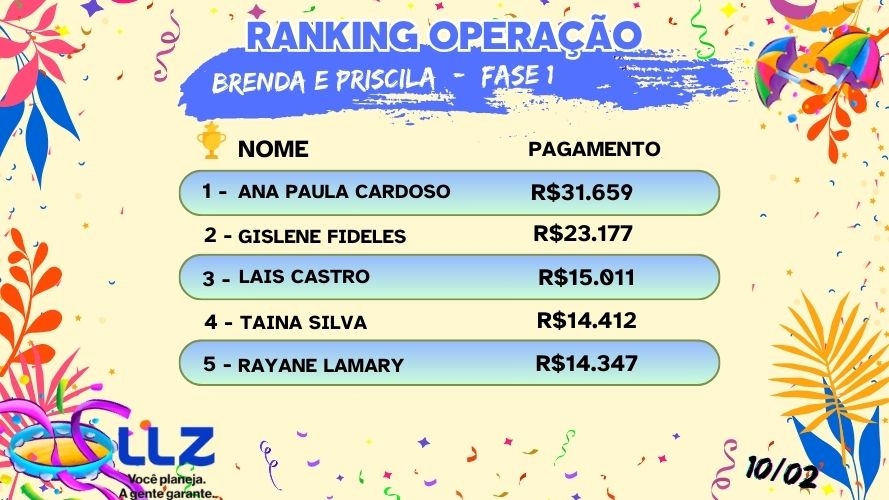 RANKING OPERAÇÃO
BRENDA E PRISCILA - FASE 1
NOME PAGAMENTO
1 - ANA PAULA CARDOSO R$31.659
2 - GISLENE FIDELES R$23.177
3 - LAIS CASTRO R$15.011
4 - TAINA SILVA R$14.412
5 - RAYANE LAMARY R$14.347
LLZ
Você planeja.
A gente garante..
10/02